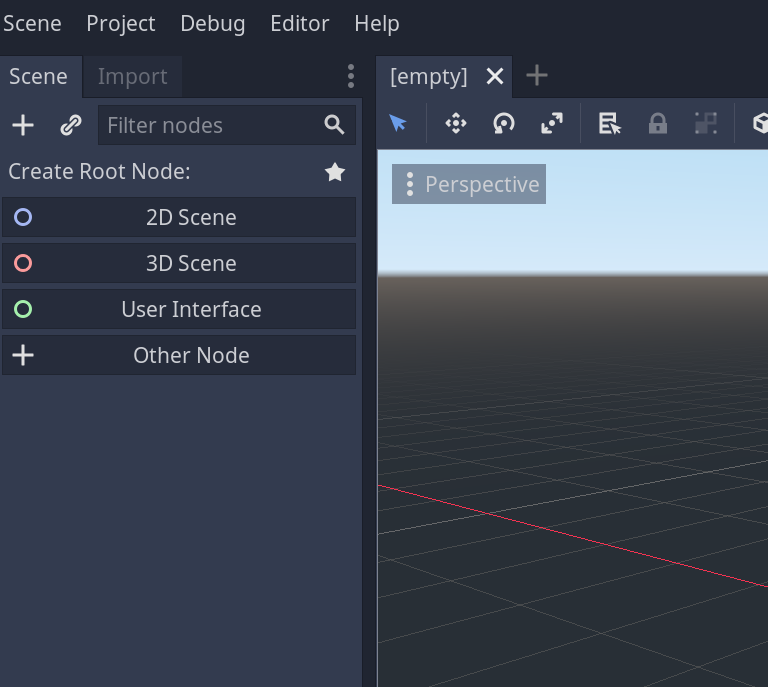 Scene Project Debug Editor Help
Scene Import
[empty]
Filter nodes
Create Root Node:
Perspective
2D Scene
3D Scene
User Interface
Other Node